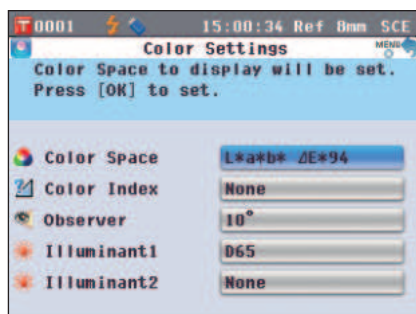 T0001 15:00:34 Ref 8mm SCE
Color Settings MENU
Color Space to display will be set.
Press [OK] to set.
Color Space L*a*b* ΔE*94
Color Index None
Observer 10°
Illuminant1 D65
Illuminant2 None